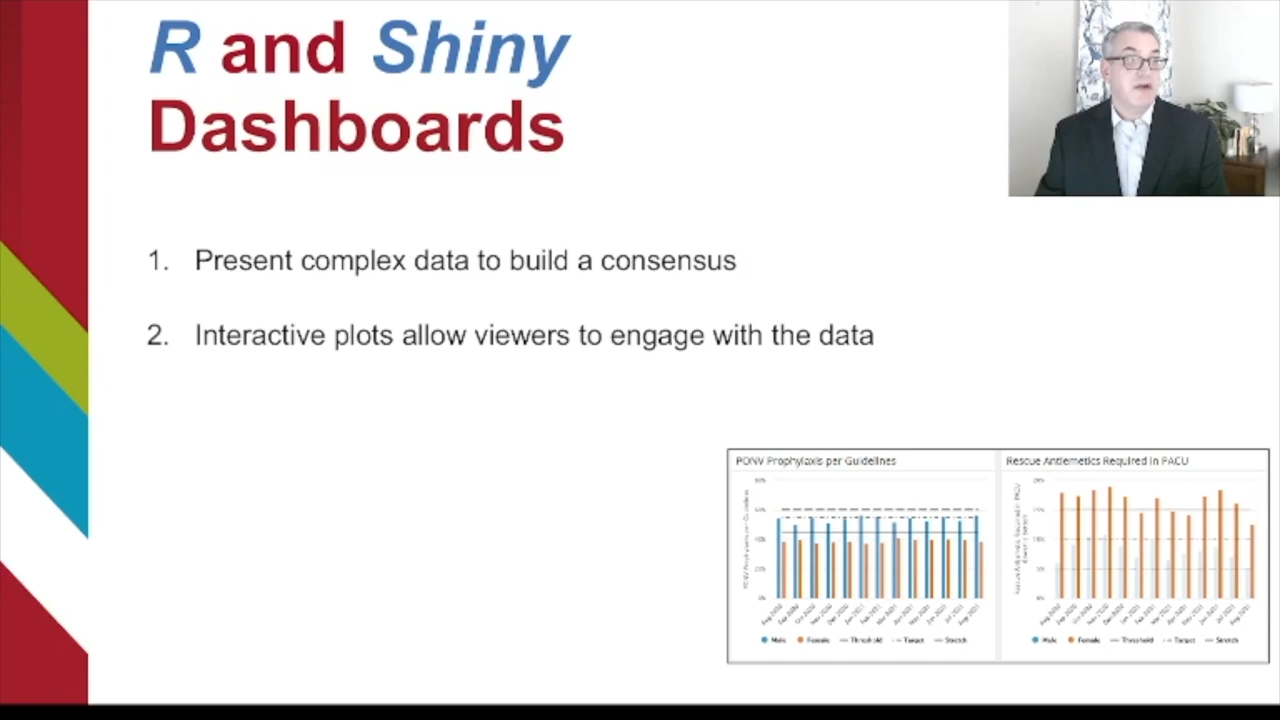 R and Shiny
Dashboards
1. Present complex data to build a consensus
2. Interactive plots allow viewers to engage with the data
PONV Prophylaxis per Guidelines
Rescue Antiemetics Required in PACU
Male Female Threshold Target Stretch
Male Female Threshold Target Stretch